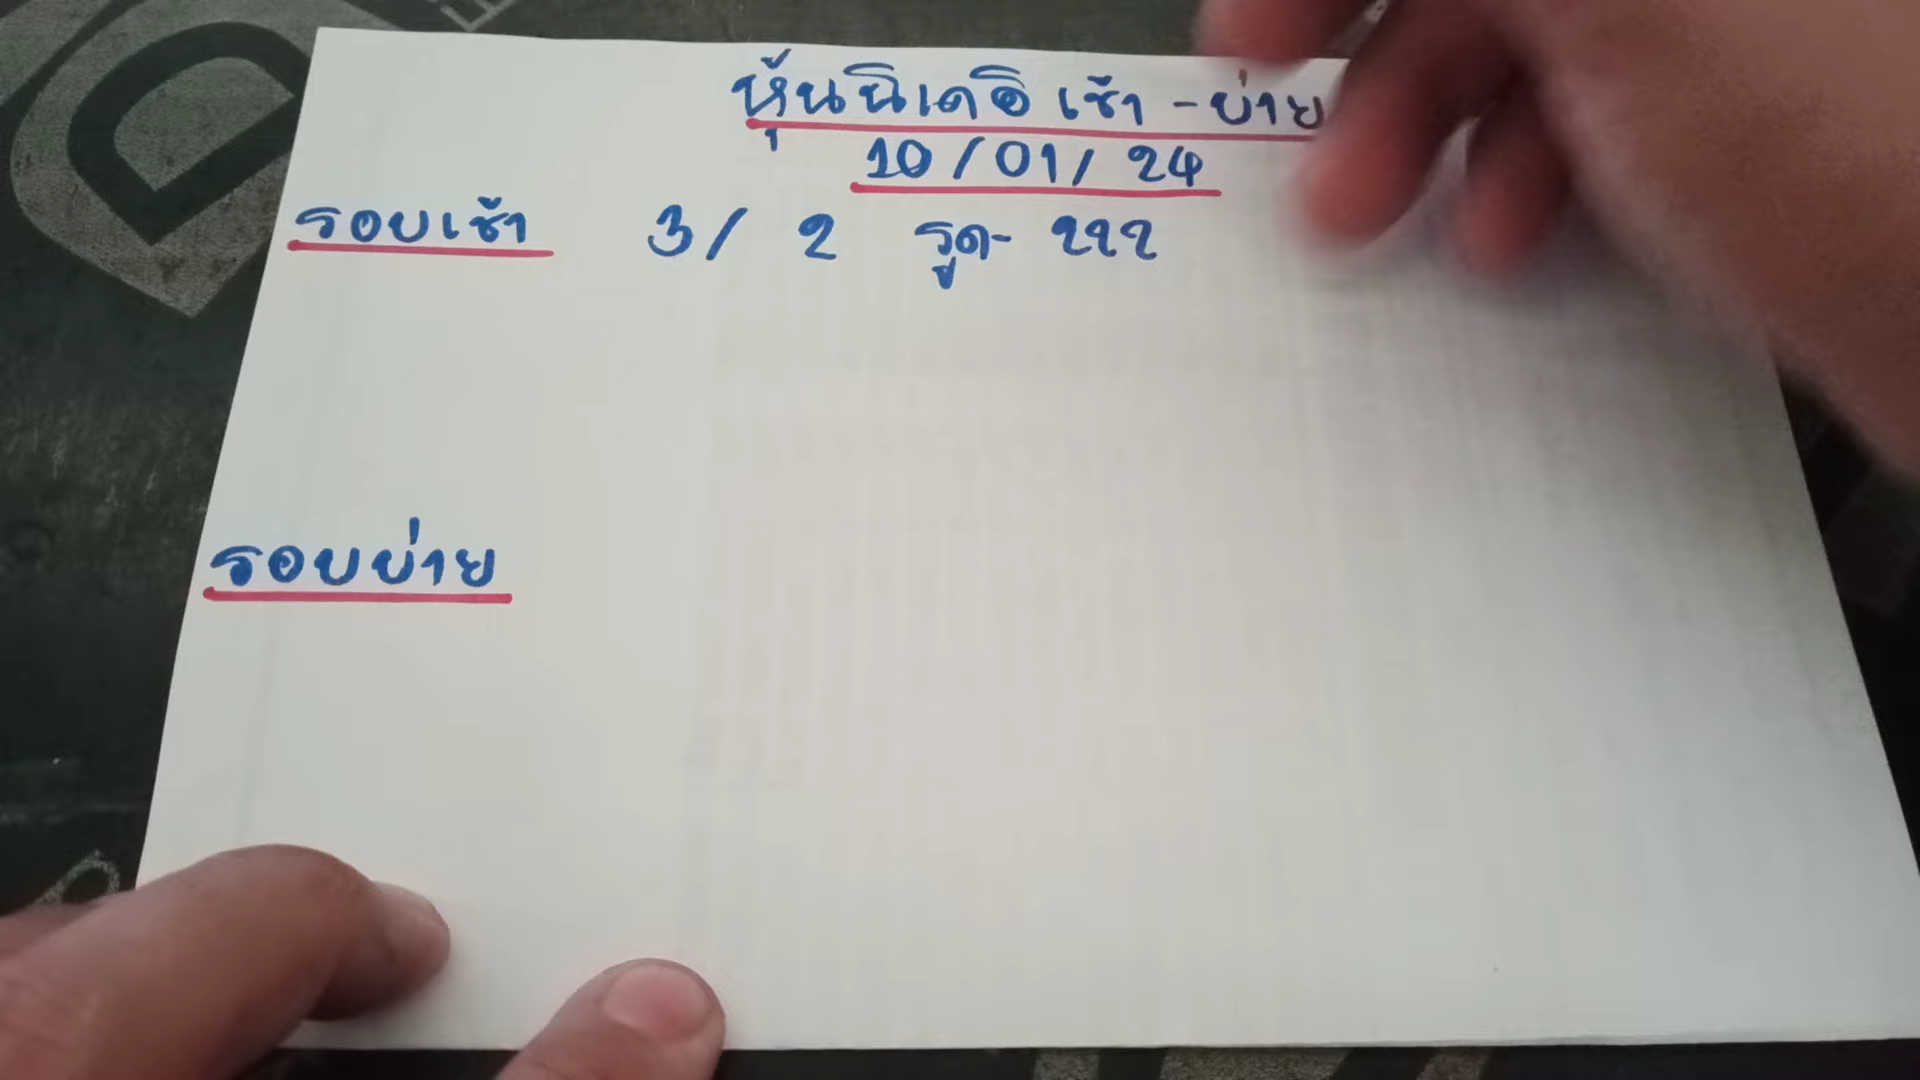 หุ้นนิเคอิ เช้า - บ่าย
10/01/24
รอบเช้า 3/ 2 รูด- 222
รอบบ่าย